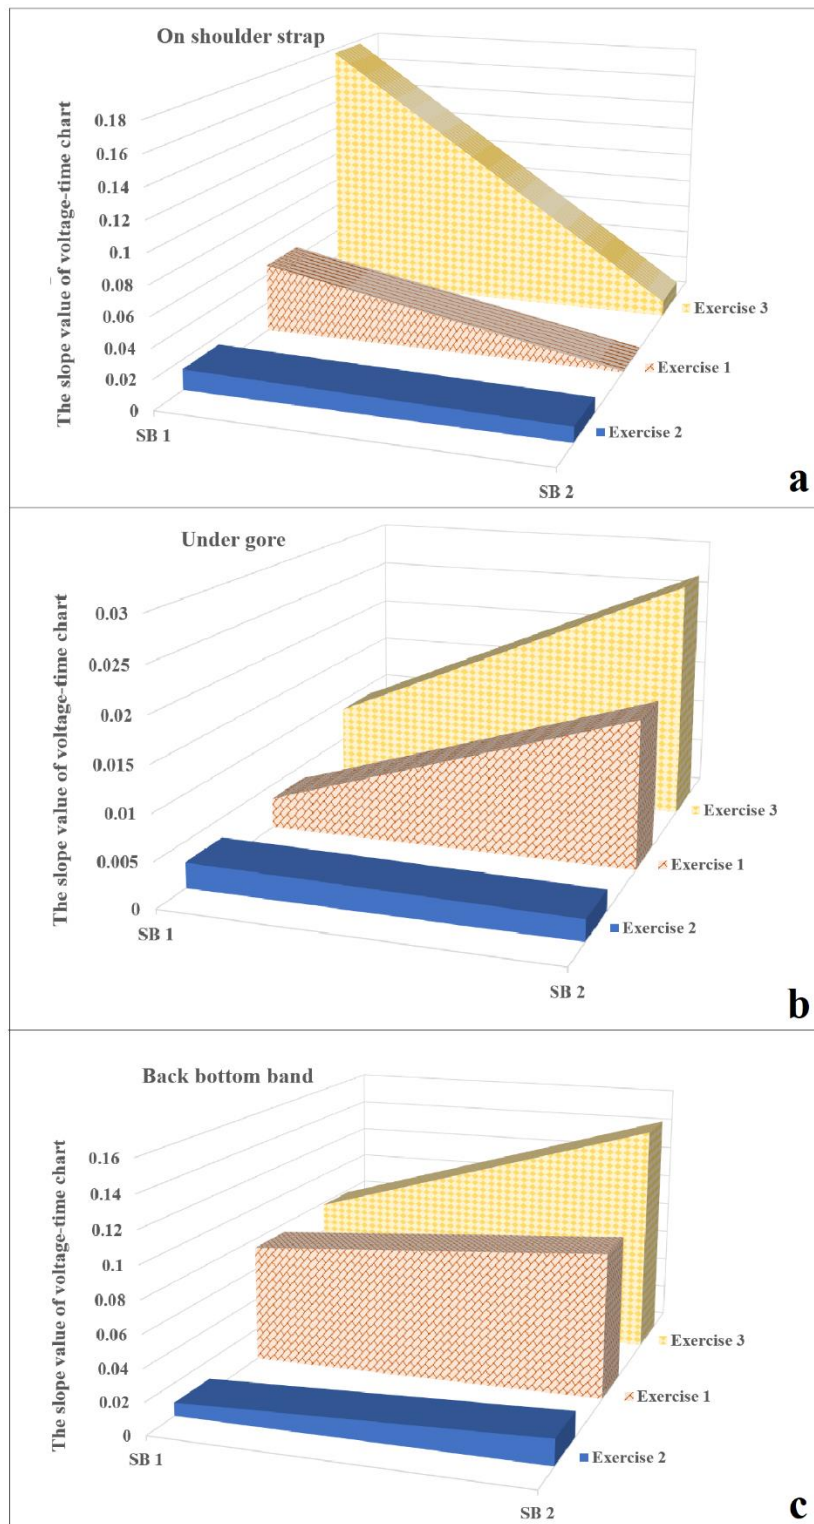 On shoulder strap
The slope value of voltage-time chart
0.18
0.16
0.14
0.12
0.1
0.08
0.06
0.04
0.02
0
SB 1
SB 2
Exercise 3
Exercise 1
Exercise 2
a
Under gore
The slope value of voltage-time chart
0.03
0.025
0.02
0.015
0.01
0.005
0
SB 1
SB 2
Exercise 3
Exercise 1
Exercise 2
b
Back bottom band
The slope value of voltage-time chart
0.16
0.14
0.12
0.1
0.08
0.06
0.04
0.02
0
SB 1
SB 2
Exercise 3
Exercise 1
Exercise 2
c